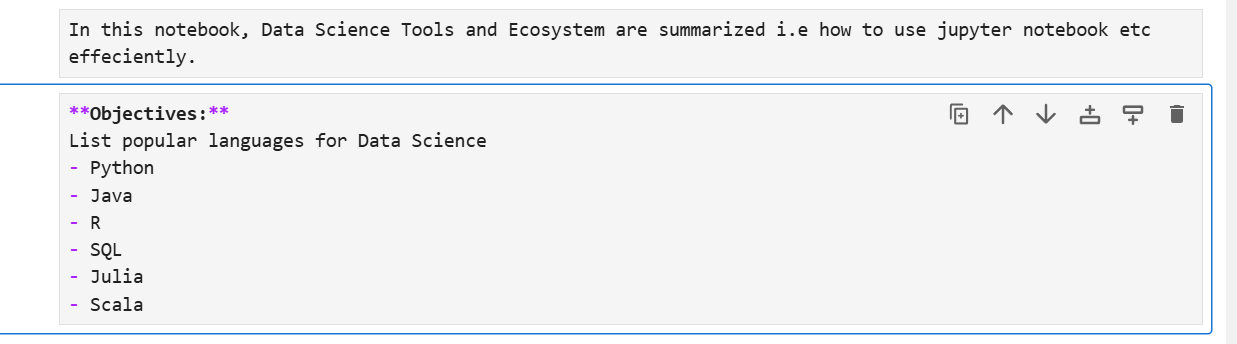 In this notebook, Data Science Tools and Ecosystem are summarized i.e how to use jupyter notebook etc
effeciently.
**Objectives:**
List popular languages for Data Science
- Python
- Java
- R
- SQL
- Julia
- Scala